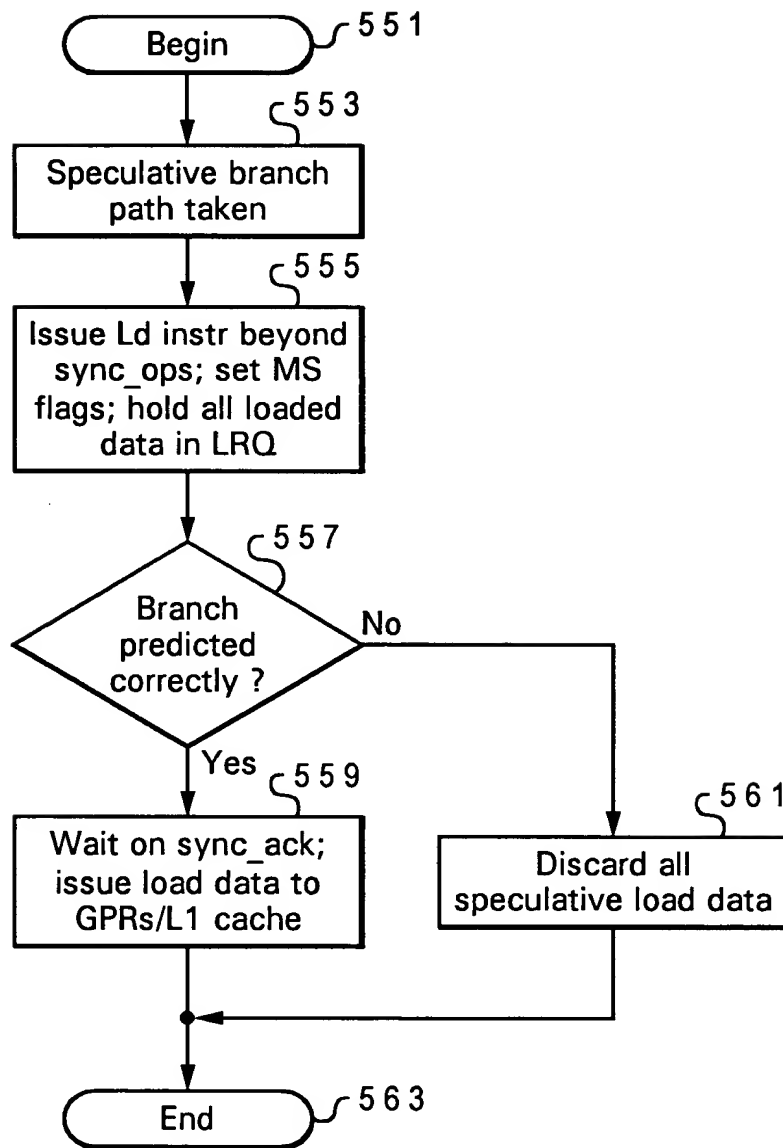 Begin
551
553
Speculative branch
path taken
555
Issue Ld instr beyond
sync_ops; set MS
flags; hold all loaded
data in LRQ
557
Branch
predicted
correctly ?
No
Yes
559
Wait on sync_ack;
issue load data to
GPRs/L1 cache
561
Discard all
speculative load data
End
563